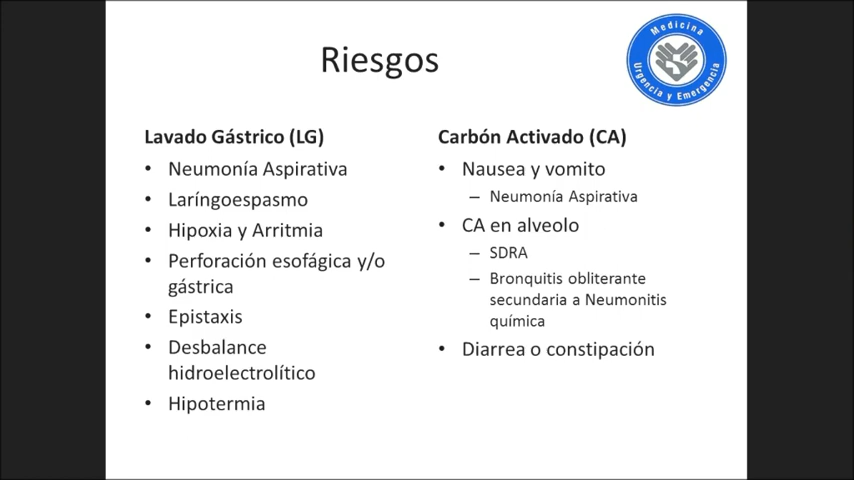 Riesgos
Medicina
Urgencia y Emergencia
Lavado Gástrico (LG)
• Neumonía Aspirativa
• Laríngoespasmo
• Hipoxia y Arritmia
• Perforación esofágica y/o
gástrica
• Epistaxis
• Desbalance
hidroelectrolítico
• Hipotermia
Carbón Activado (CA)
• Nausea y vomito
– Neumonía Aspirativa
• CA en alveolo
– SDRA
– Bronquitis obliterante
secundaria a Neumonitis
química
• Diarrea o constipación